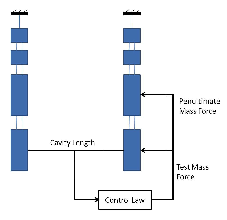 Penultimate
Mass Force
Cavity Length
Test Mass
Force
Control Law